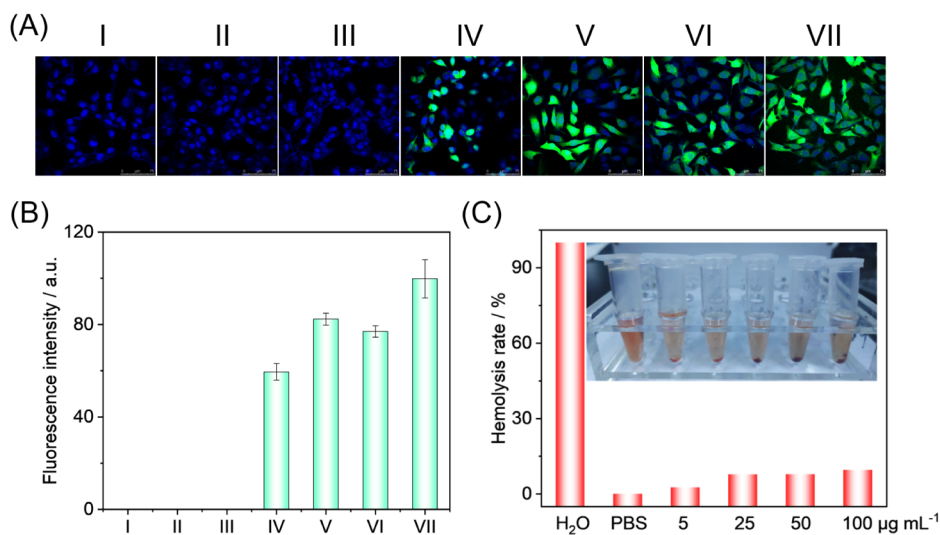 (A)
I II III IV V VI VII
(B)
Fluorescence intensity / a.u.
120
80
40
0
I II III IV V VI VII
(C)
Hemolysis rate / %
90
60
30
0
H₂O PBS 5 25 50 100 μg mL⁻¹